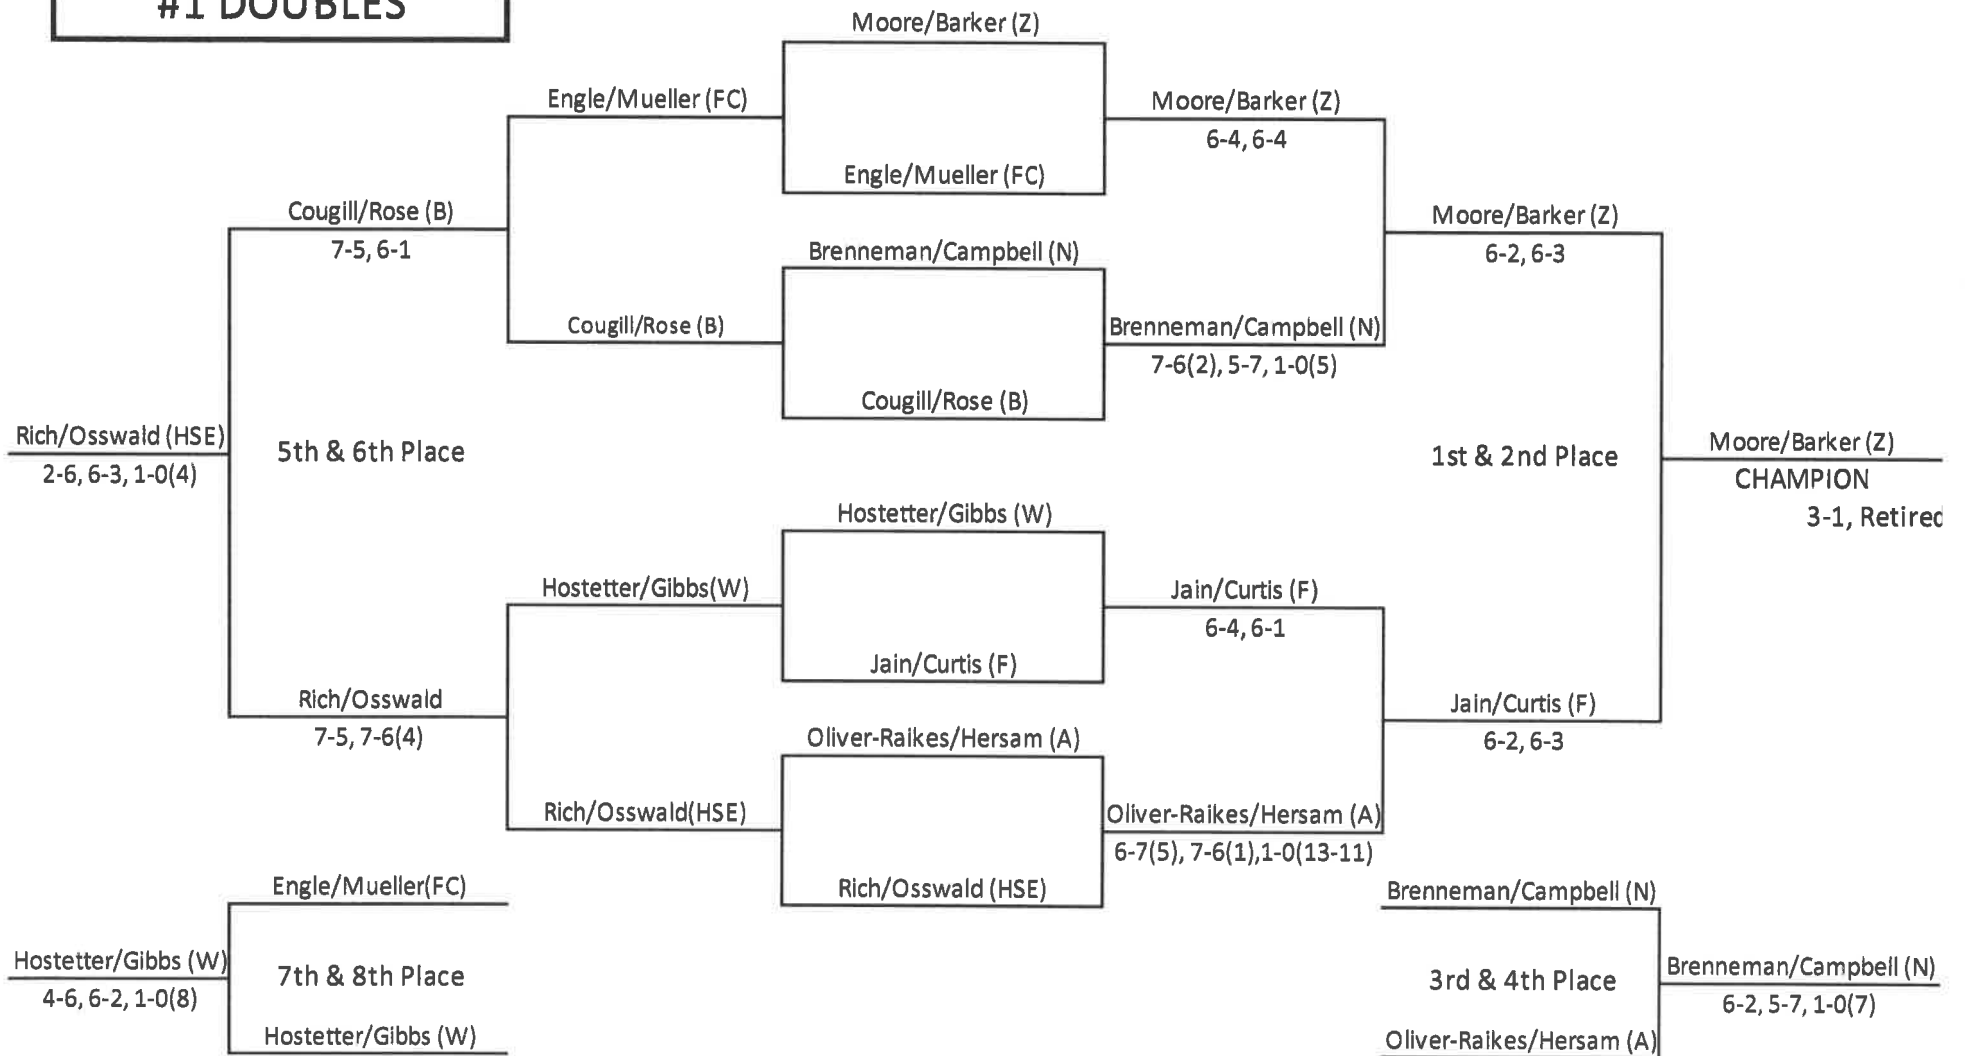 #1 DOUBLES
Moore/Barker (Z)
Engle/Mueller (FC)
Moore/Barker (Z)
6-4, 6-4
Engle/Mueller (FC)
Cougill/Rose (B)
7-5, 6-1
Moore/Barker (Z)
6-2, 6-3
Brenneman/Campbell (N)
Cougill/Rose (B)
Brenneman/Campbell (N)
7-6(2), 5-7, 1-0(5)
Cougill/Rose (B)
Rich/Osswald (HSE)
2-6, 6-3, 1-0(4)
5th & 6th Place
1st & 2nd Place
Moore/Barker (Z)
CHAMPION
3-1, Retired
Hostetter/Gibbs (W)
Hostetter/Gibbs(W)
Jain/Curtis (F)
6-4, 6-1
Jain/Curtis (F)
Rich/Osswald
7-5, 7-6(4)
Jain/Curtis (F)
6-2, 6-3
Oliver-Raikes/Hersam (A)
Rich/Osswald(HSE)
Oliver-Raikes/Hersam (A)
6-7(5), 7-6(1),1-0(13-11)
Rich/Osswald (HSE)
Engle/Mueller(FC)
Brenneman/Campbell (N)
Hostetter/Gibbs (W)
4-6, 6-2, 1-0(8)
7th & 8th Place
3rd & 4th Place
Brenneman/Campbell (N)
6-2, 5-7, 1-0(7)
Hostetter/Gibbs (W)
Oliver-Raikes/Hersam (A)